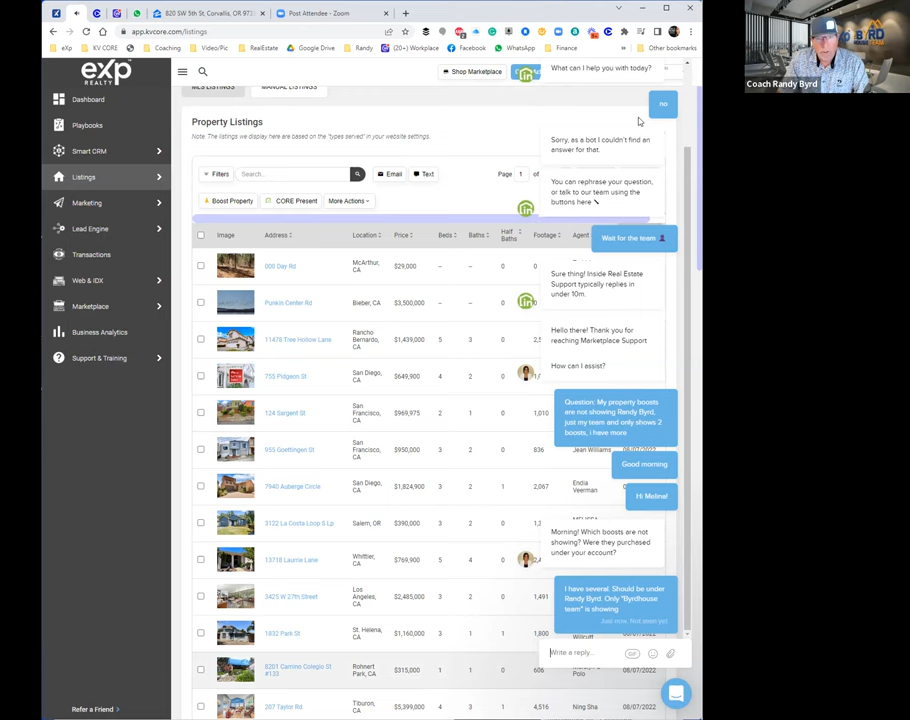 820 SW 5th St, Corvallis, OR 973
Post Attendee - Zoom
app.kvcore.com/listings
eXp
KV CORE
Coaching
Video/Pic
RealEstate
Google Drive
Randy
(20+) Workplace
Facebook
WhatsApp
Finance
Other bookmarks
exp
REALTY
Dashboard
Playbooks
Smart CRM
Listings
Marketing
Lead Engine
Transactions
Web & IDX
Marketplace
Business Analytics
Support & Training
Refer a Friend
Shop Marketplace
MLS LISTINGS
MANUAL LISTINGS
Property Listings
Note: The listings we display here are based on the "types served" in your website settings.
Filters
Search...
Email
Text
Page 1 of
Boost Property
CORE Present
More Actions
Image Address Location Price Beds Baths Half Baths Footage Agent
000 Day Rd McArthur, CA $29,000 -- -- 0 0
Punkin Center Rd Bieber, CA $3,500,000 -- -- 0
11478 Tree Hollow Lane Rancho Bernardo, CA $1,439,000 5 3 0
755 Pidgeon St San Diego, CA $649,900 4 2 0
124 Sargent St San Francisco, CA $969,975 2 1 0 1,010
955 Goettingen St San Francisco, CA $950,000 3 2 0 836 Jean Williams 08/07/2022
7940 Auberge Circle San Diego, CA $1,824,900 3 2 1 2,067 Endia Veerman
3122 La Costa Loop S Lp Salem, OR $390,000 3 2 0
13718 Laurrie Lane Whittier, CA $769,900 5 4 0
3425 W 27th Street Los Angeles, CA $2,485,000 3 2 0 1,491
1832 Park St St. Helena, CA $1,160,000 3 1 1 1,800 08/07/2022
8201 Camino Colegio St #133 Rohnert Park, CA $315,000 1 1 0 606 Polo 08/07/2022
207 Taylor Rd Tiburon, CA $5,399,000 4 3 1 4,516 Ning Sha
What can I help you with today?
no
Sorry, as a bot I couldn't find an
answer for that.
You can rephrase your question,
or talk to our team using the
buttons here
Wait for the team
Sure thing! Inside Real Estate
Support typically replies in
under 10m.
Hello there! Thank you for
reaching Marketplace Support
How can I assist?
Question: My property boosts
are not showing Randy Byrd,
just my team and only shows 2
boosts, i have more
Good morning
Hi Melina!
Morning! Which boosts are not
showing? Were they purchased
under your account?
I have several. Should be under
Randy Byrd. Only "Byrdhouse
team" is showing
Just now. Not seen yet
Write a reply...
GIF
BYRD
HOUSE TEAM
Coach Randy Byrd